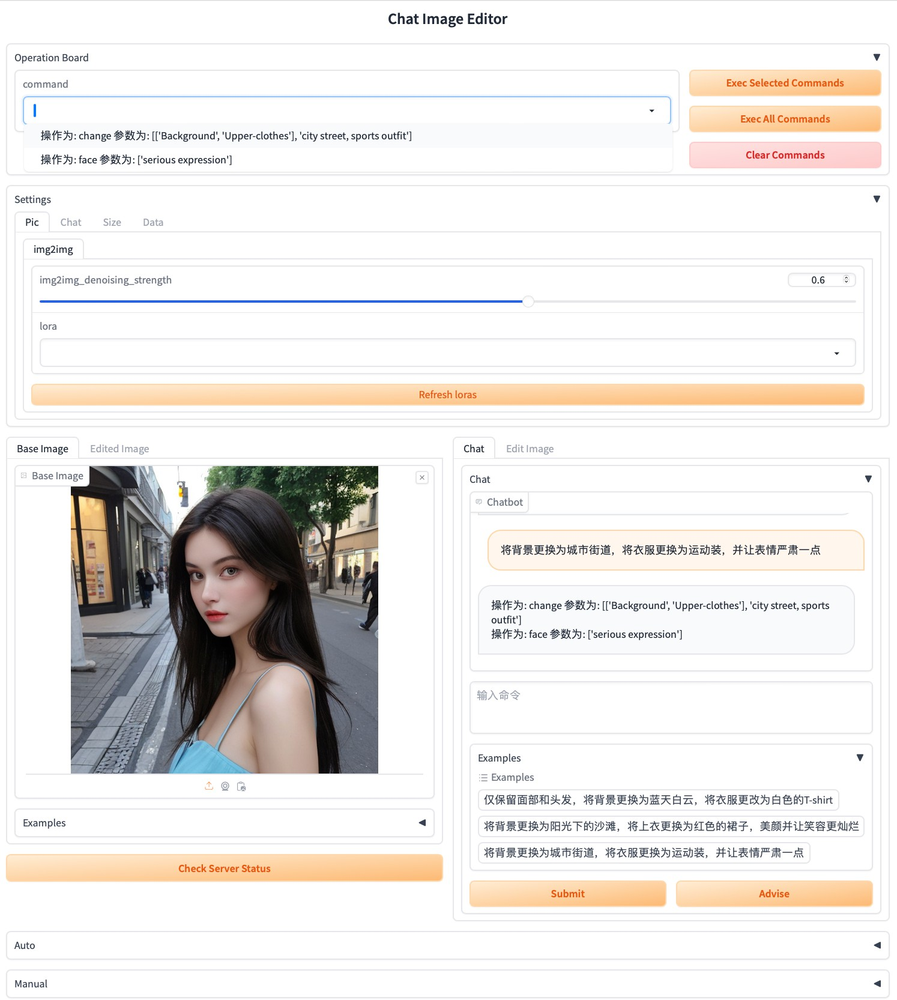 Chat Image Editor
Operation Board
command
操作为: change 参数为: [['Background', 'Upper-clothes'], 'city street, sports outfit']
操作为: face 参数为: ['serious expression']
Exec Selected Commands
Exec All Commands
Clear Commands
Settings
Pic Chat Size Data
img2img
img2img_denoising_strength
0.6
lora
Refresh loras
Base Image Edited Image
Base Image
Examples
Check Server Status
Chat Edit Image
Chat
Chatbot
将背景更换为城市街道，将衣服更换为运动装，并让表情严肃一点
操作为: change 参数为: [['Background', 'Upper-clothes'], 'city street, sports
outfit']
操作为: face 参数为: ['serious expression']
输入命令
Examples
Examples
仅保留面部和头发，将背景更换为蓝天白云，将衣服更改为白色的T-shirt
将背景更换为阳光下的沙滩，将上衣更换为红色的裙子，美颜并让笑容更灿烂
将背景更换为城市街道，将衣服更换为运动装，并让表情严肃一点
Submit
Advise
Auto
Manual